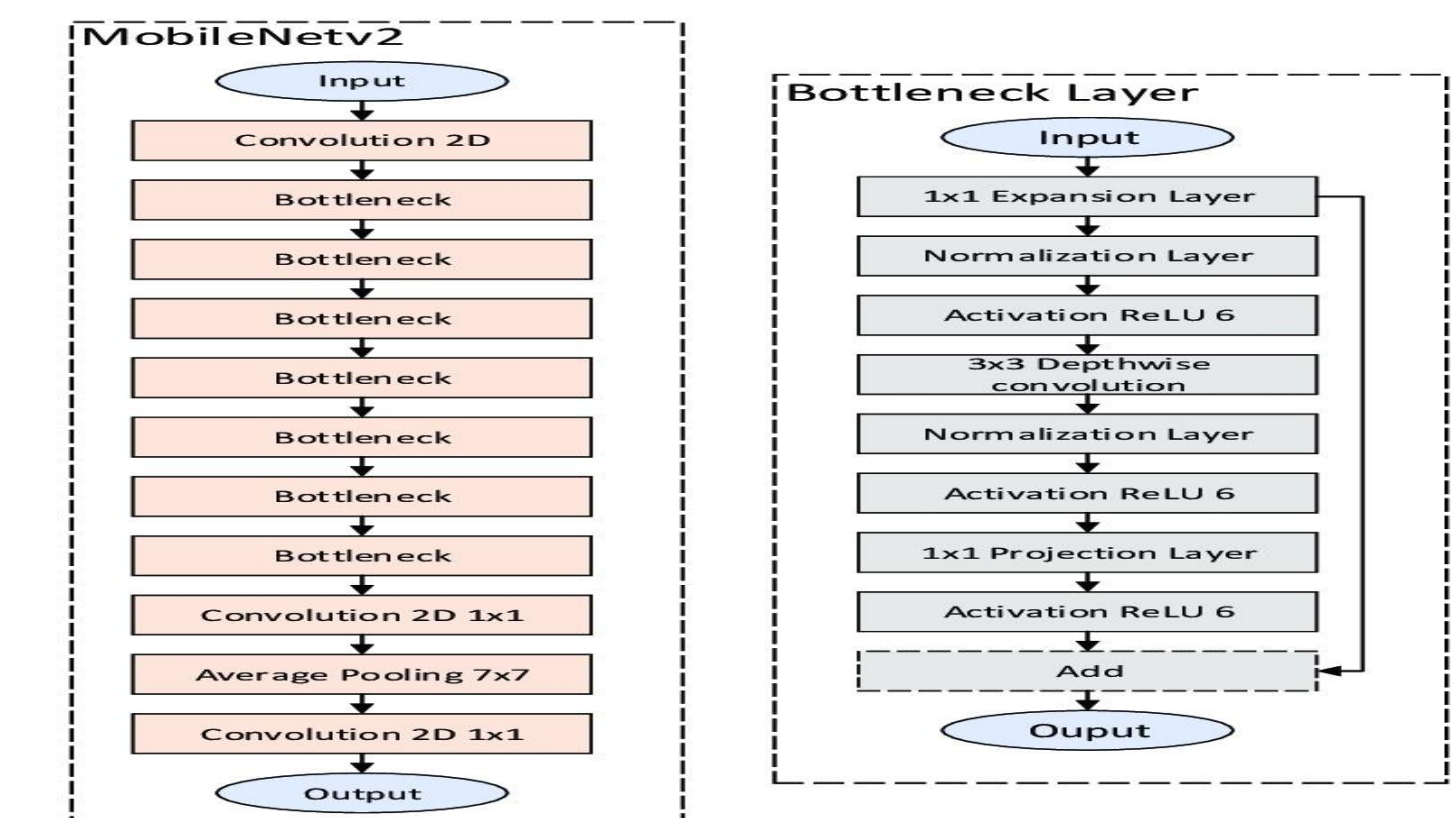 MobileNetv2
Input
Convolution 2D
Bottleneck
Bottleneck
Bottleneck
Bottleneck
Bottleneck
Bottleneck
Bottleneck
Convolution 2D 1x1
Average Pooling 7x7
Convolution 2D 1x1
Output
Bottleneck Layer
Input
1x1 Expansion Layer
Normalization Layer
Activation ReLU 6
3x3 Depthwise
convolution
Normalization Layer
Activation ReLU 6
1x1 Projection Layer
Activation ReLU 6
Add
Ouput